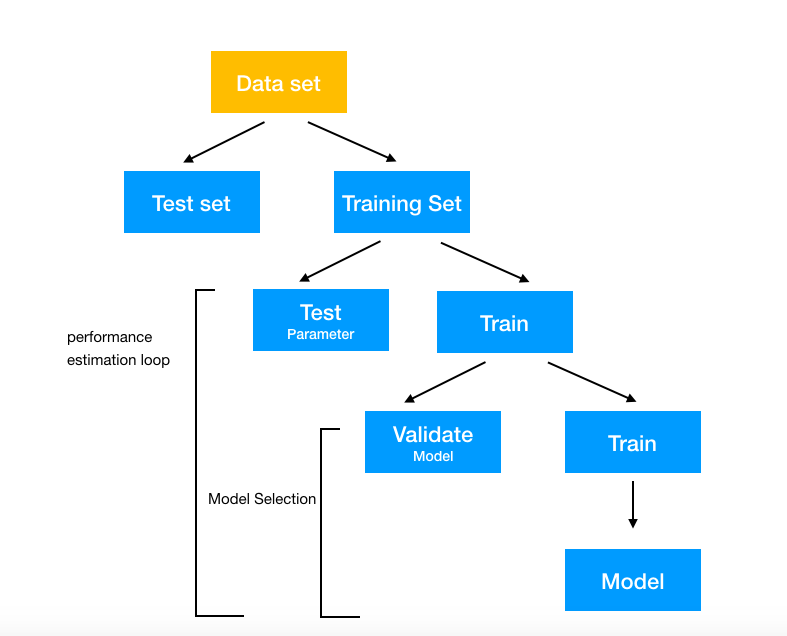 Data set
Test set
Training Set
Test
Parameter
Train
performance
estimation loop
Validate
Model
Train
Model Selection
Model